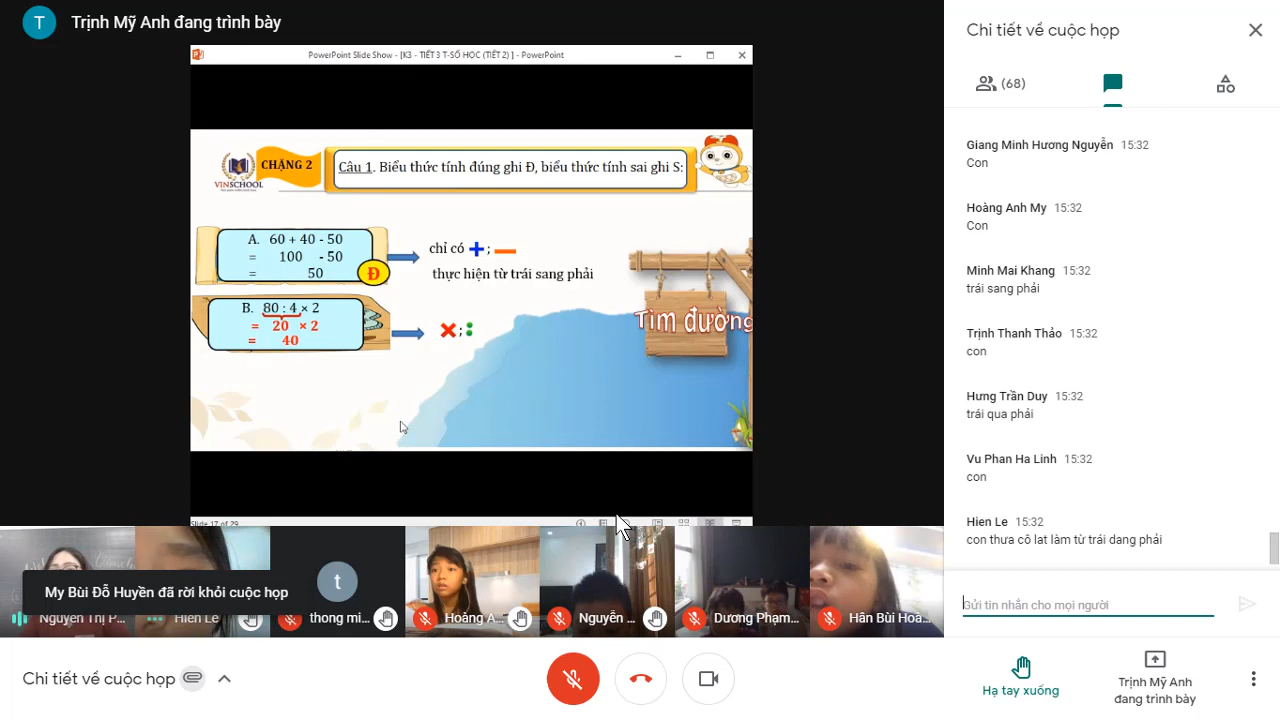 T Trịnh Mỹ Anh đang trình bày
PowerPoint Slide Show - [K3 - TIẾT 3 T-SỐ HỌC (TIẾT 2) ] - PowerPoint
VINSCHOOL
CHẶNG 2
Câu 1. Biểu thức tính đúng ghi Đ, biểu thức tính sai ghi S:
A. 60 + 40 - 50
= 100 - 50
= 50
Đ
chỉ có + ; −
thực hiện từ trái sang phải
B. 80 : 4 × 2
= 20 × 2
= 40
× ; :
Tìm đường
Slide 17 of 29
My Bùi Đỗ Huyền đã rời khỏi cuộc họp
Nguyễn Thị P...
Hien Le
t
thong mi...
Hoàng A...
Nguyễn ...
Dương Phạm...
Hân Bùi Hoà...
Chi tiết về cuộc họp
Chi tiết về cuộc họp
(68)
Giang Minh Hương Nguyễn 15:32
Con
Hoàng Anh My 15:32
Con
Minh Mai Khang 15:32
trái sang phải
Trịnh Thanh Thảo 15:32
con
Hưng Trần Duy 15:32
trái qua phải
Vu Phan Ha Linh 15:32
con
Hien Le 15:32
con thưa cô lat làm từ trái dang phải
Gửi tin nhắn cho mọi người
Hạ tay xuống
Trịnh Mỹ Anh
đang trình bày